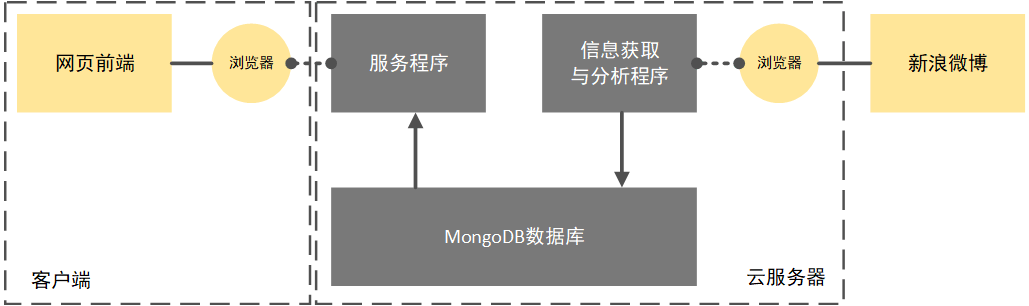 网页前端
浏览器
服务程序
信息获取
与分析程序
浏览器
新浪微博
MongoDB数据库
客户端
云服务器